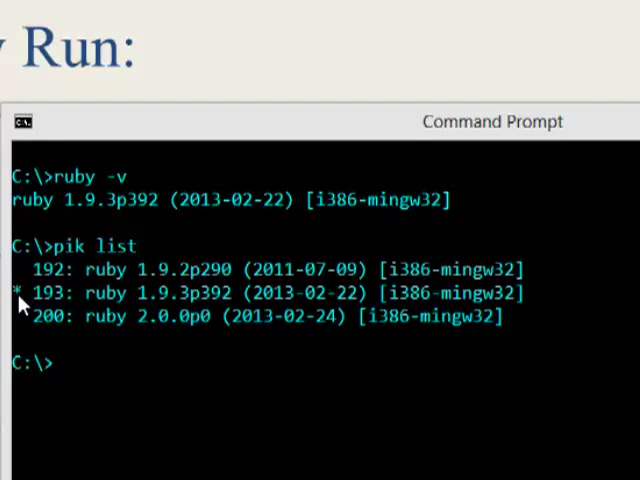 Run:
Command Prompt
C:\>ruby -v
ruby 1.9.3p392 (2013-02-22) [i386-mingw32]
C:\>pik list
192: ruby 1.9.2p290 (2011-07-09) [i386-mingw32]
* 193: ruby 1.9.3p392 (2013-02-22) [i386-mingw32]
200: ruby 2.0.0p0 (2013-02-24) [i386-mingw32]
C:\>